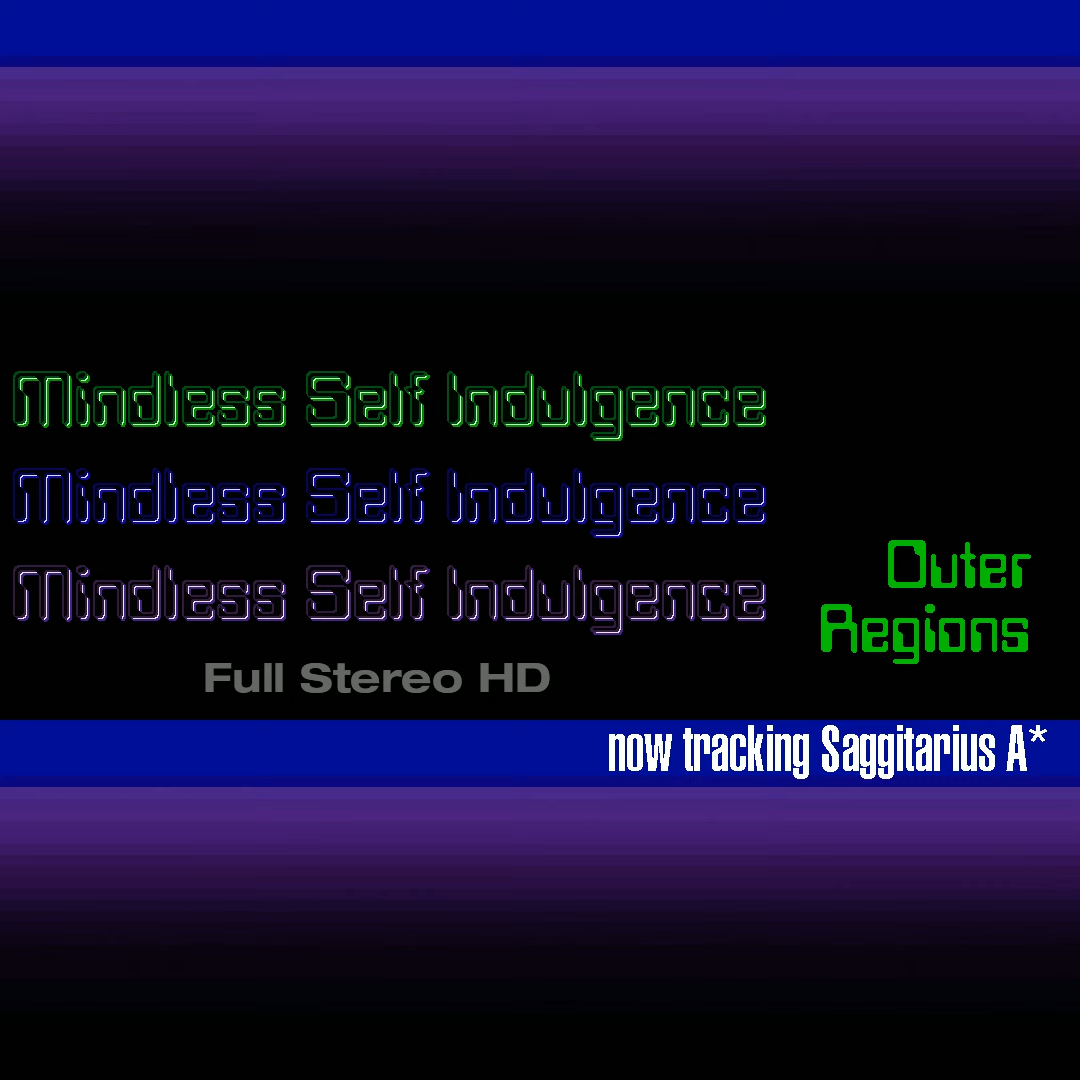 Mindless Self Indulgence
Mindless Self Indulgence
Mindless Self Indulgence
Outer
Regions
Full Stereo HD
now tracking Saggitarius A*